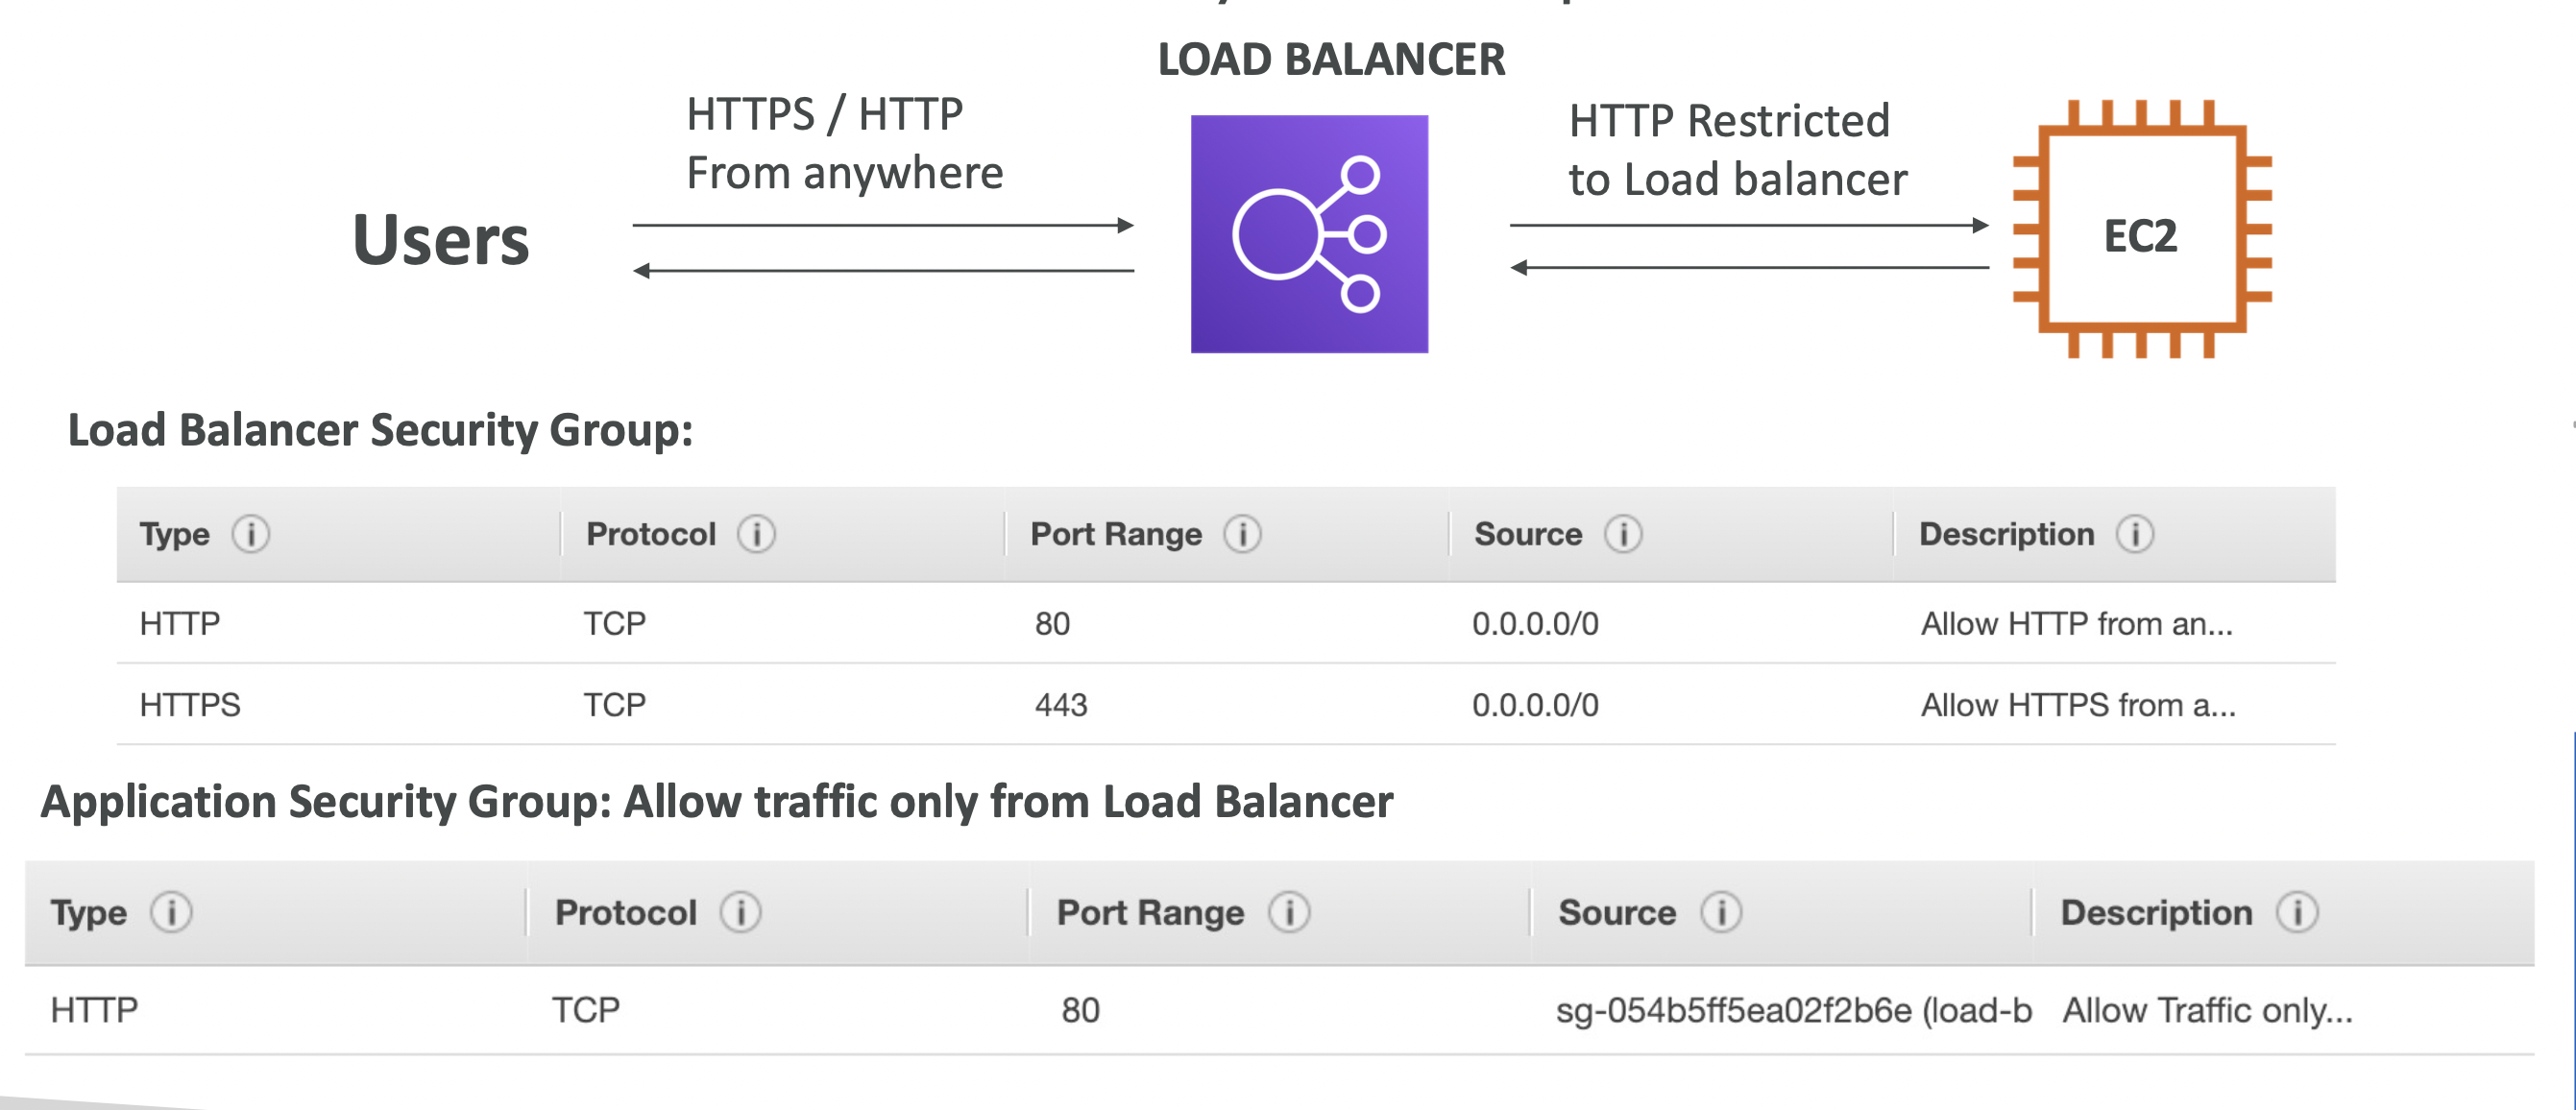 LOAD BALANCER
HTTPS / HTTP
From anywhere
HTTP Restricted
to Load balancer
Users
EC2
Load Balancer Security Group:
Type i Protocol i Port Range i Source i Description i
HTTP TCP 80 0.0.0.0/0 Allow HTTP from an...
HTTPS TCP 443 0.0.0.0/0 Allow HTTPS from a...
Application Security Group: Allow traffic only from Load Balancer
Type i Protocol i Port Range i Source i Description i
HTTP TCP 80 sg-054b5ff5ea02f2b6e (load-b Allow Traffic only...